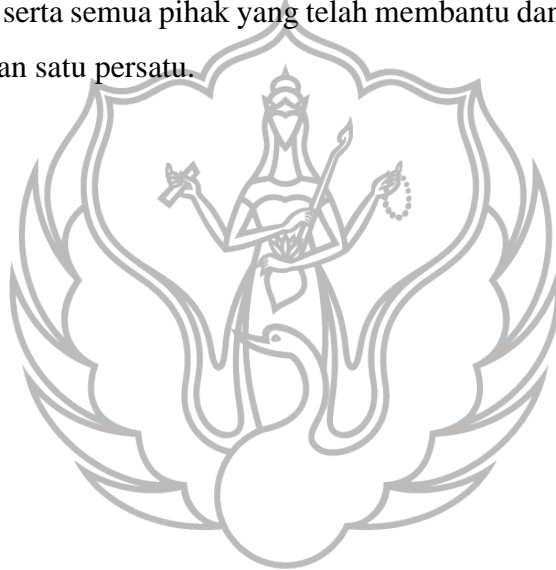 serta semua pihak yang telah membantu dan
an satu persatu.